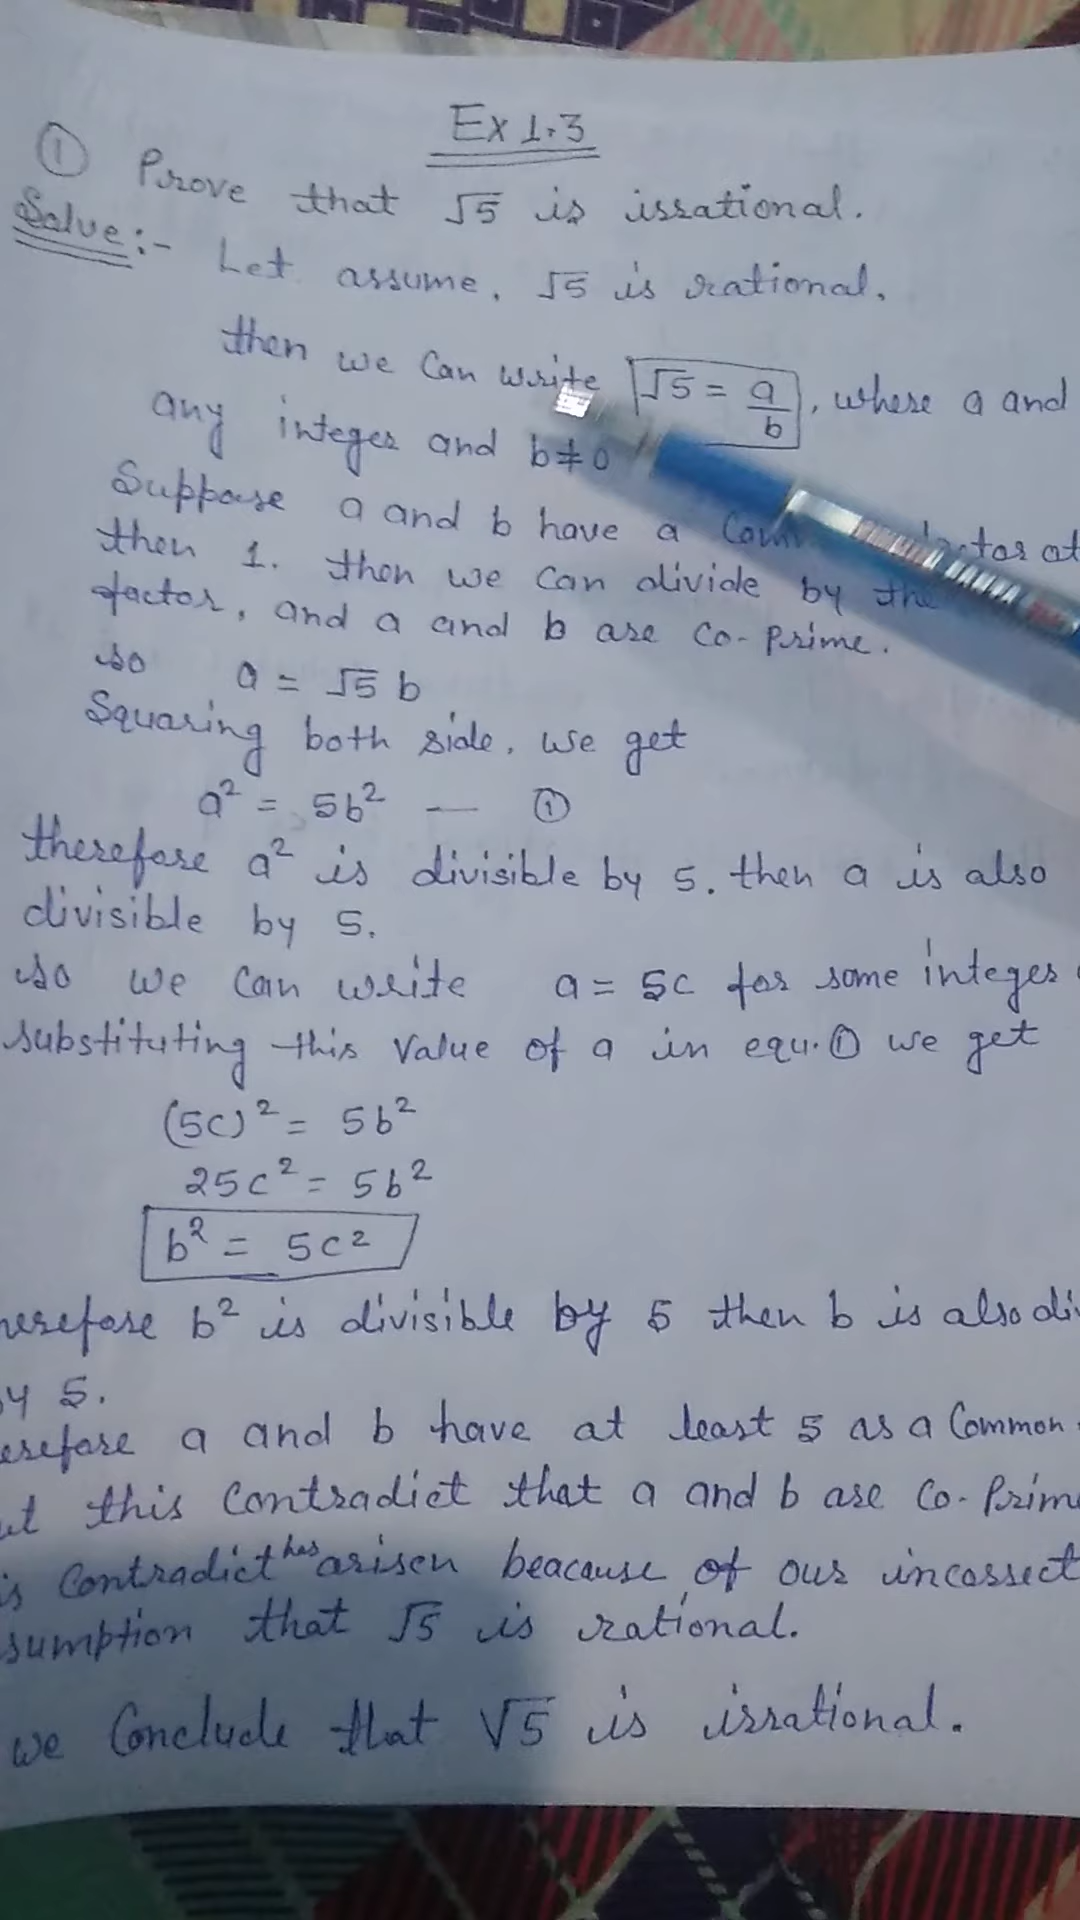 Ex 1.3
① Prove that √5 is irrational.
Solve:- Let assume, √5 is rational.
then we can write √5 = a/b, where a and
any integer and b≠0
Suppose a and b have a
then 1. then we can divide by the
factor, and a and b are co-prime.
so a = √5 b
Squaring both side, we get
a² = 5b² — ①
therefore a² is divisible by 5. then a is also
divisible by 5.
so we can write a = 5c for some integer
substituting this value of a in equ.① we get
(5c)² = 5b²
25c² = 5b²
b² = 5c²
herefore b² is divisible by 5 then b is also di
by 5.
erefore a and b have at least 5 as a common
ut this contradict that a and b are co-prime
is contradict has arisen beacause of our incorrect
sumption that √5 is rational.
we conclude that √5 is irrational.